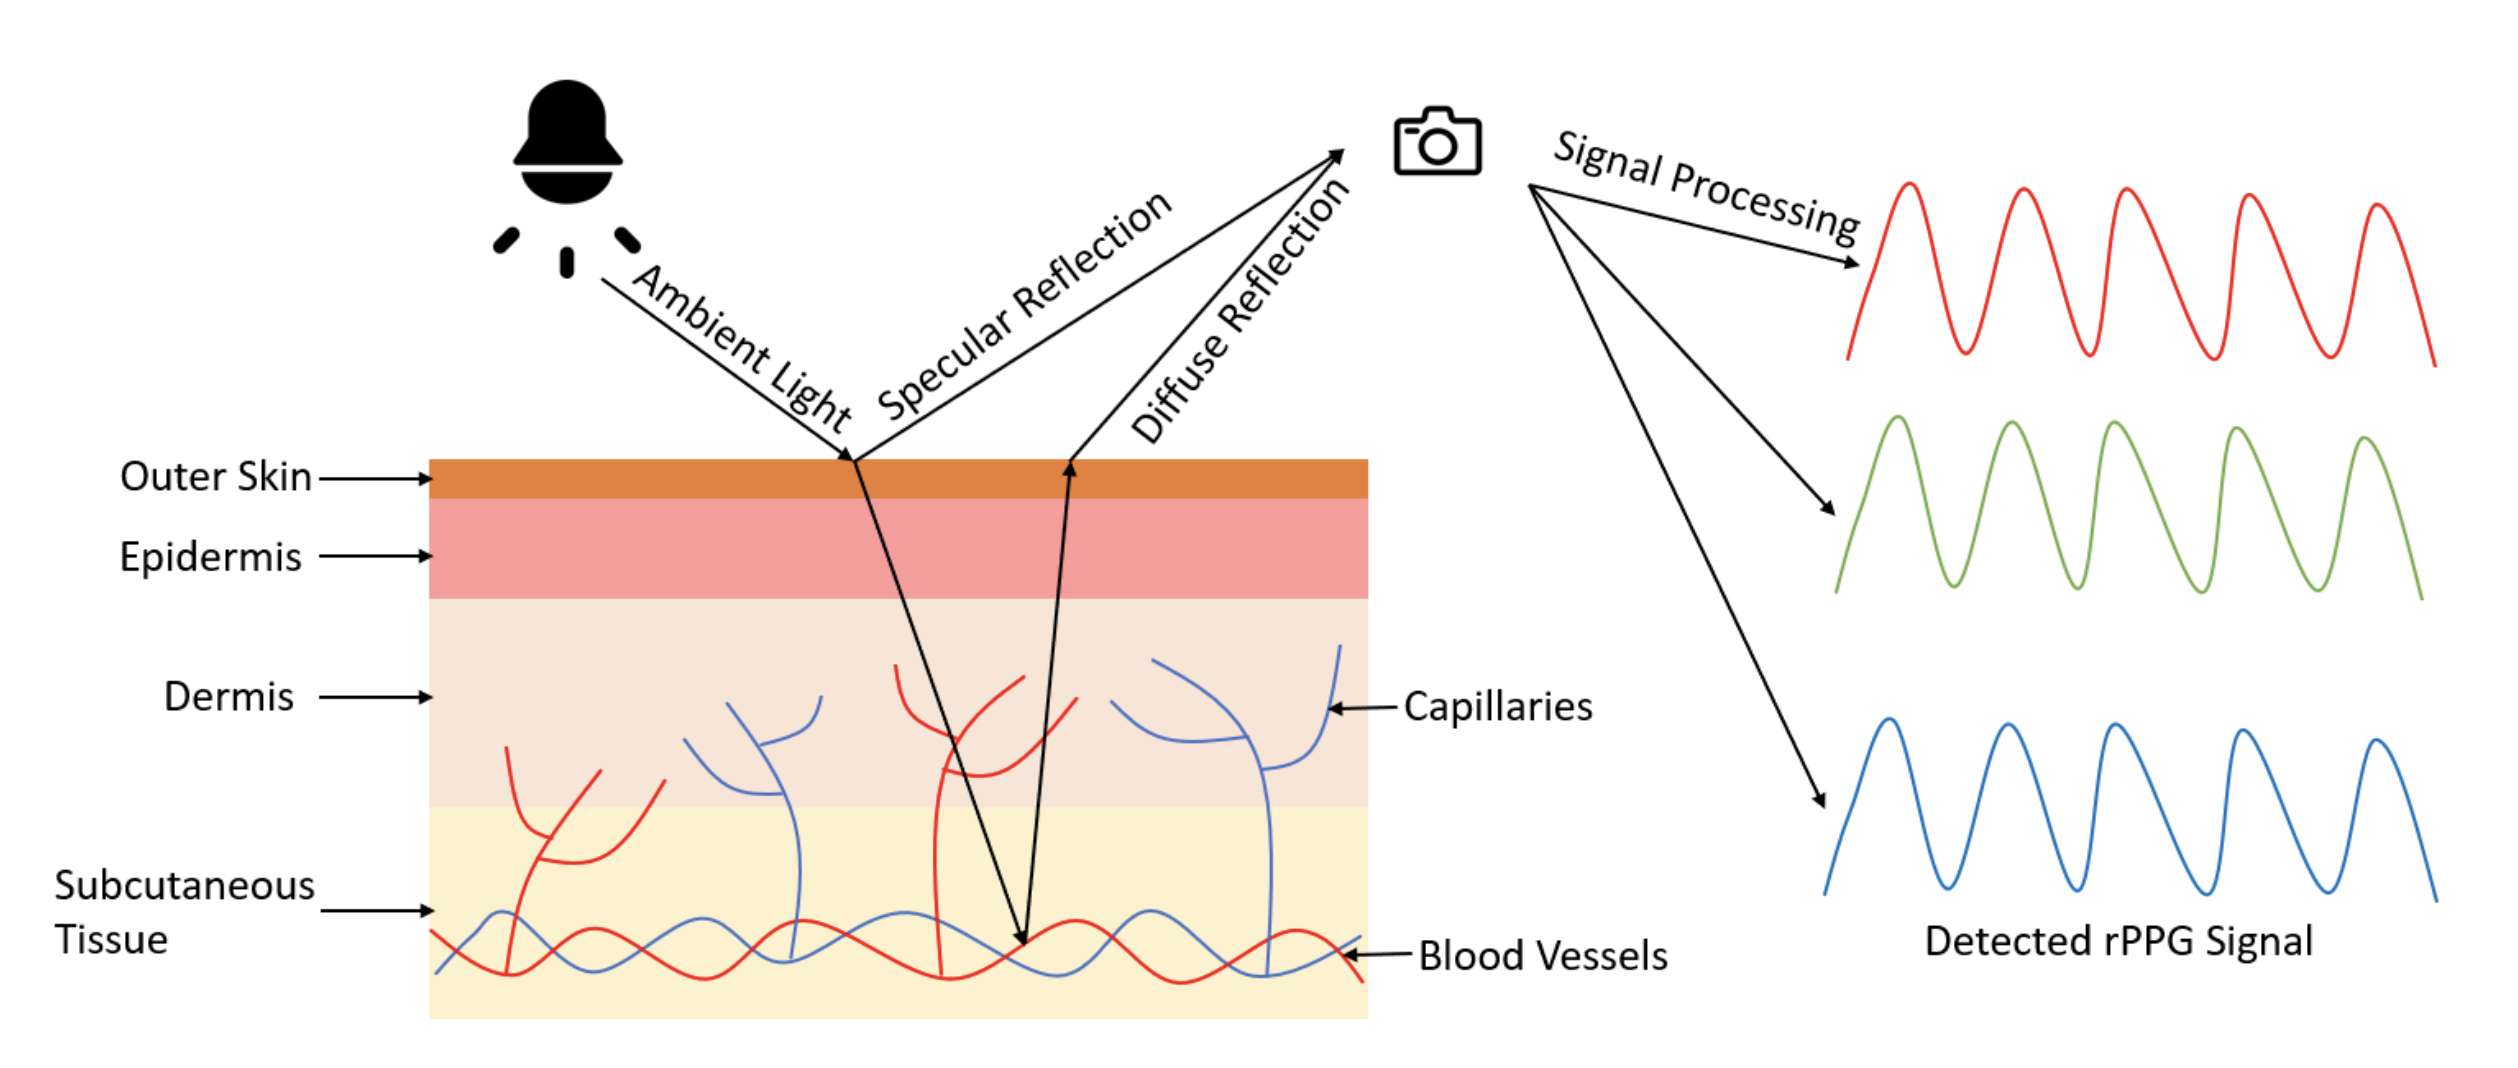 Signal Processing
Ambient Light
Specular Reflection
Diffuse Reflection
Outer Skin
Epidermis
Dermis
Capillaries
Subcutaneous
Tissue
Blood Vessels
Detected rPPG Signal